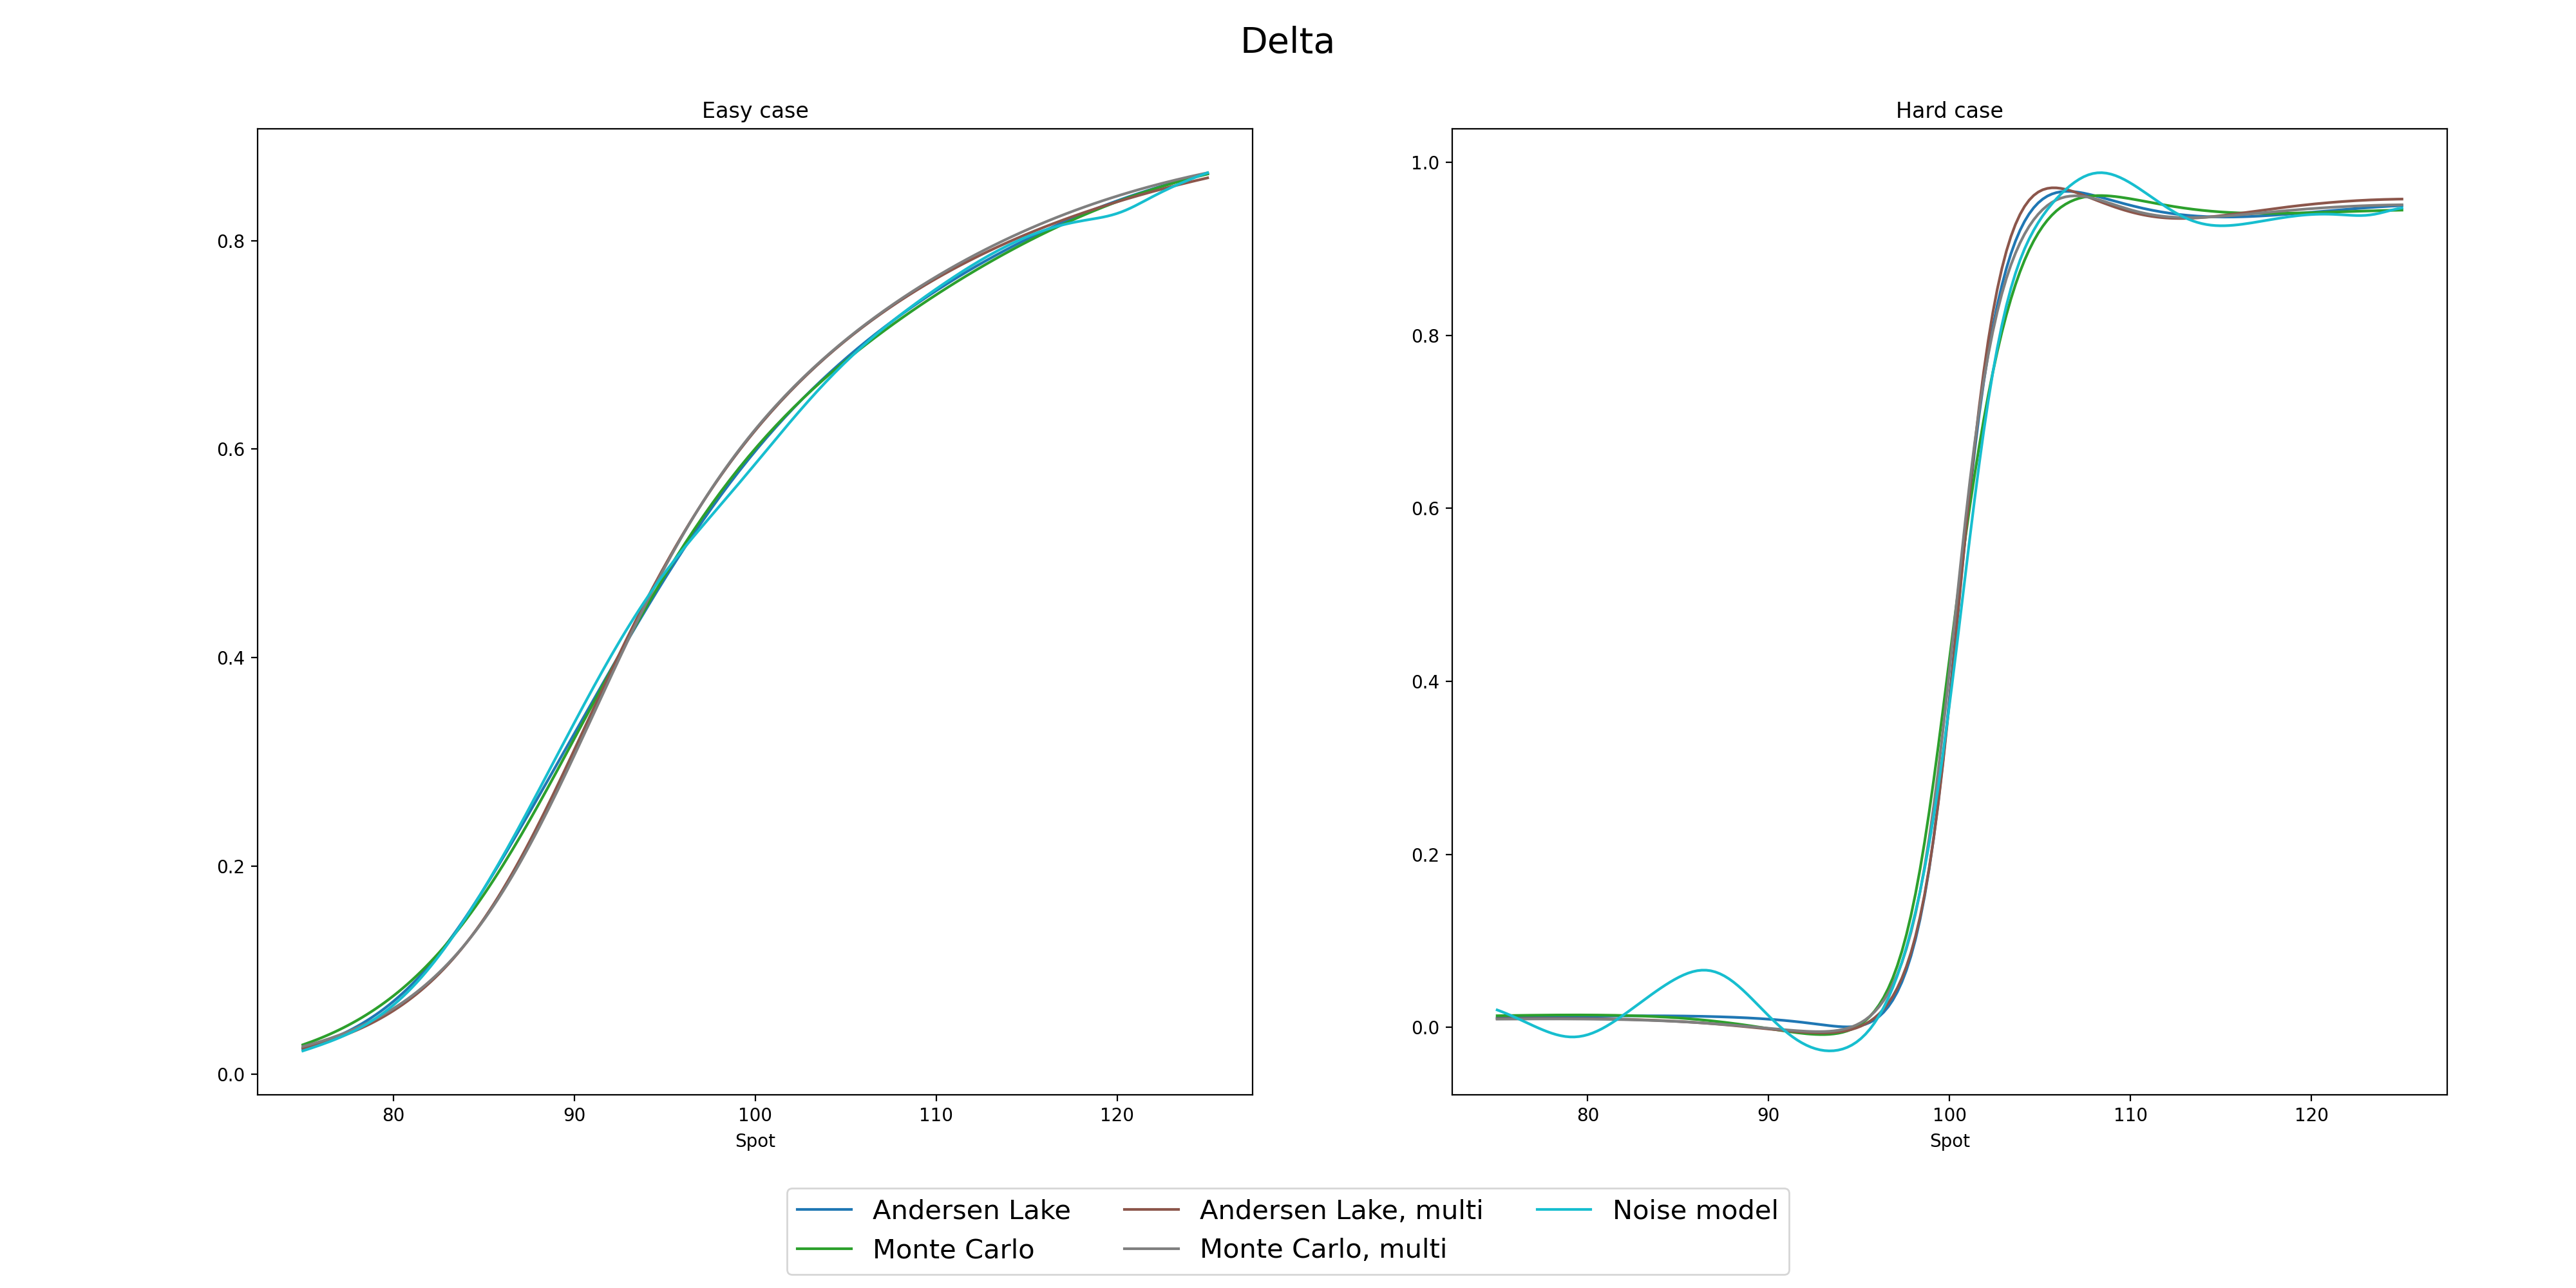 Delta
Easy case
0.8
0.6
0.4
0.2
0.0
80 90 100 110 120
Spot
Hard case
1.0
0.8
0.6
0.4
0.2
0.0
80 90 100 110 120
Spot
Andersen Lake Andersen Lake, multi Noise model
Monte Carlo Monte Carlo, multi